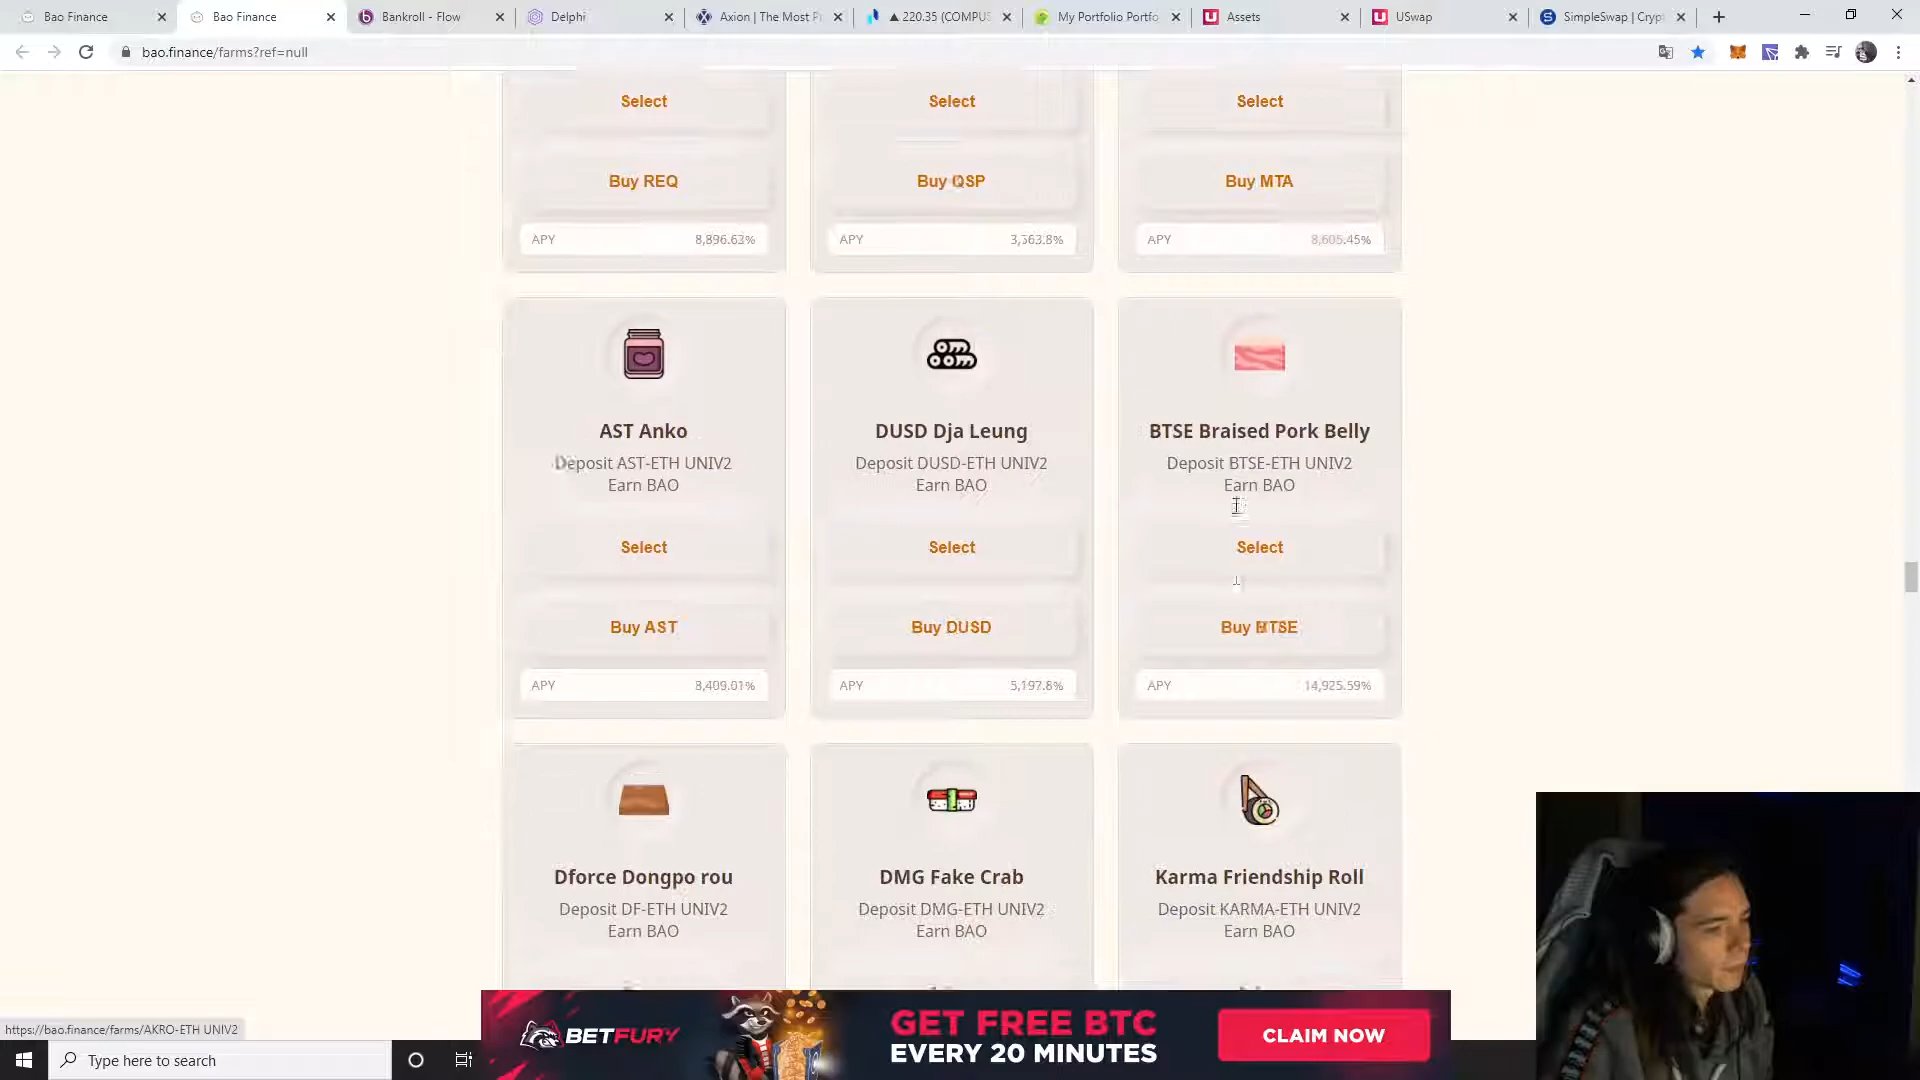 Bao Finance
Bao Finance
Bankroll - Flow
Delphi
Axion | The Most P
▲ 220.35 (COMPUS
My Portfolio Portfo
Assets
USwap
SimpleSwap | Crypt
bao.finance/farms?ref=null
Select
Select
Select
Buy REQ
Buy QSP
Buy MTA
APY 8,896.63%
APY 3,563.8%
APY 8,605.45%
AST Anko
DUSD Dja Leung
BTSE Braised Pork Belly
Deposit AST-ETH UNIV2
Deposit DUSD-ETH UNIV2
Deposit BTSE-ETH UNIV2
Earn BAO
Earn BAO
Earn BAO
Select
Select
Select
Buy AST
Buy DUSD
Buy BTSE
APY 8,409.01%
APY 5,197.8%
APY 14,925.59%
Dforce Dongpo rou
DMG Fake Crab
Karma Friendship Roll
Deposit DF-ETH UNIV2
Deposit DMG-ETH UNIV2
Deposit KARMA-ETH UNIV2
Earn BAO
Earn BAO
Earn BAO
https://bao.finance/farms/AKRO-ETH UNIV2
BETFURY
GET FREE BTC
EVERY 20 MINUTES
CLAIM NOW
Type here to search